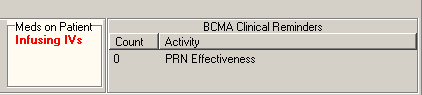 Meds on Patient
Infusing IVs
BCMA Clinical Reminders
Count Activity
0 PRN Effectiveness